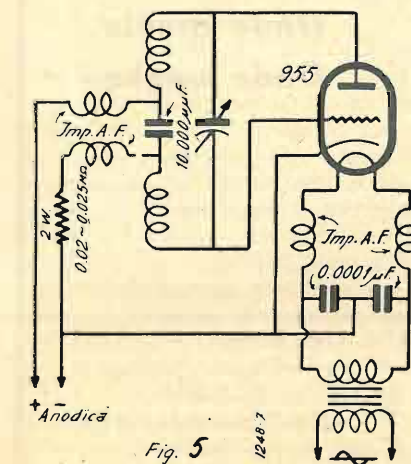 955
Imp. A.F.
10.000 µµF.
2 W.
0.02 ~ 0.025 MΩ
Imp. A.F.
0.0001 µF.
+ -
Anodica
Fig. 5
1248-7